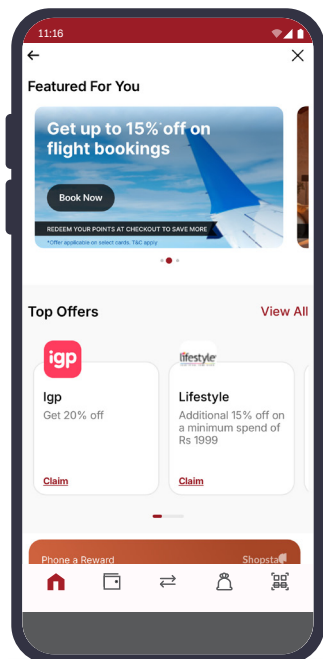 11:16
Featured For You
Get up to 15% off on
flight bookings
Book Now
REDEEM YOUR POINTS AT CHECKOUT TO SAVE MORE
*Offer applicable on select cards. T&C apply
Top Offers
View All
igp
lifestyle
Igp
Get 20% off
Claim
Lifestyle
Additional 15% off on
a minimum spend of
Rs 1999
Claim
Phone a Reward
Shopsta